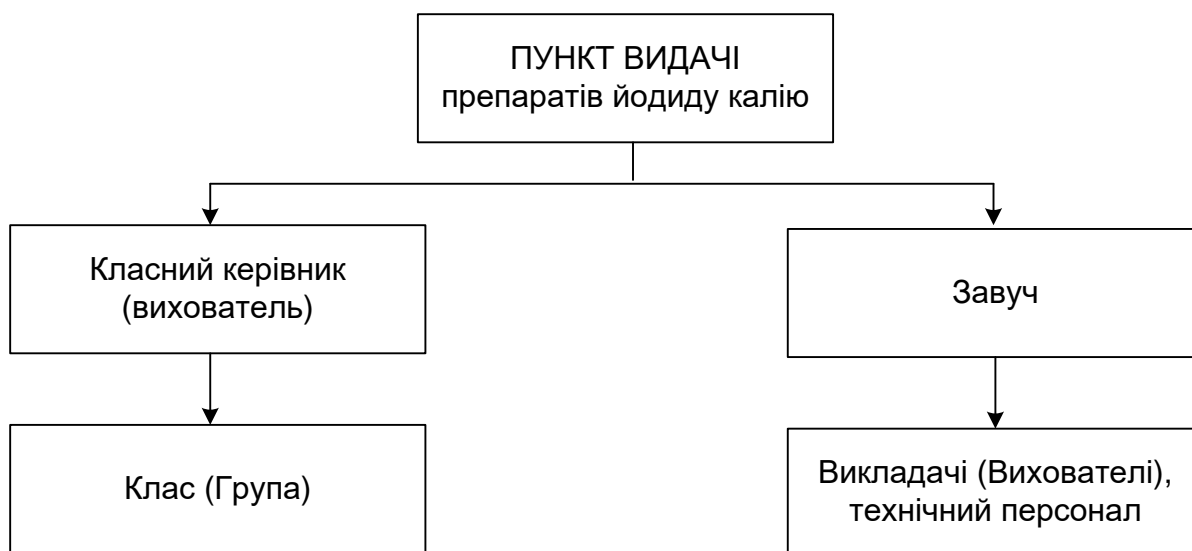 ПУНКТ ВИДАЧІ
препаратів йодиду калію
Класний керівник
(вихователь)
Завуч
Клас (Група)
Викладачі (Вихователі),
технічний персонал